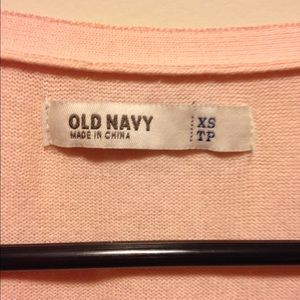 OLD NAVY
MADE IN CHINA
XS
TP